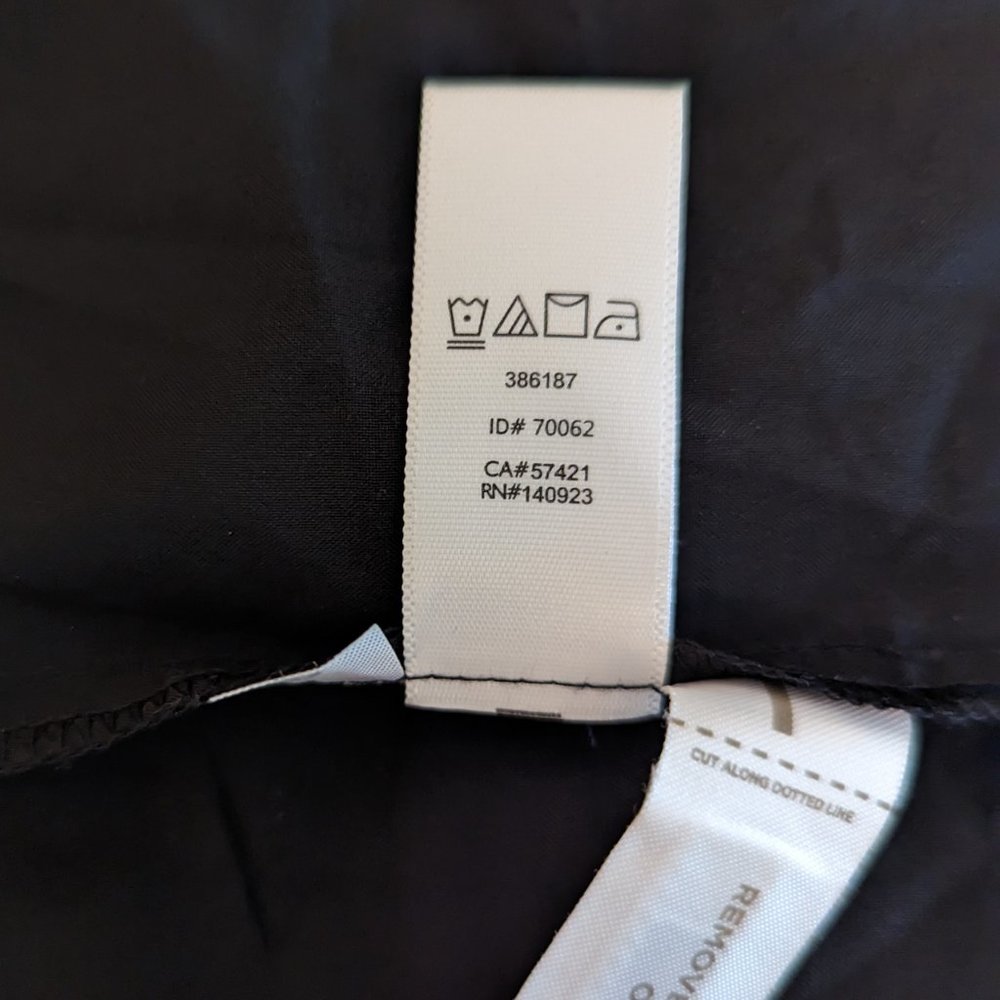 386187
ID# 70062
CA#57421
RN#140923
CUT ALONG DOTTED LINE
REMOVE